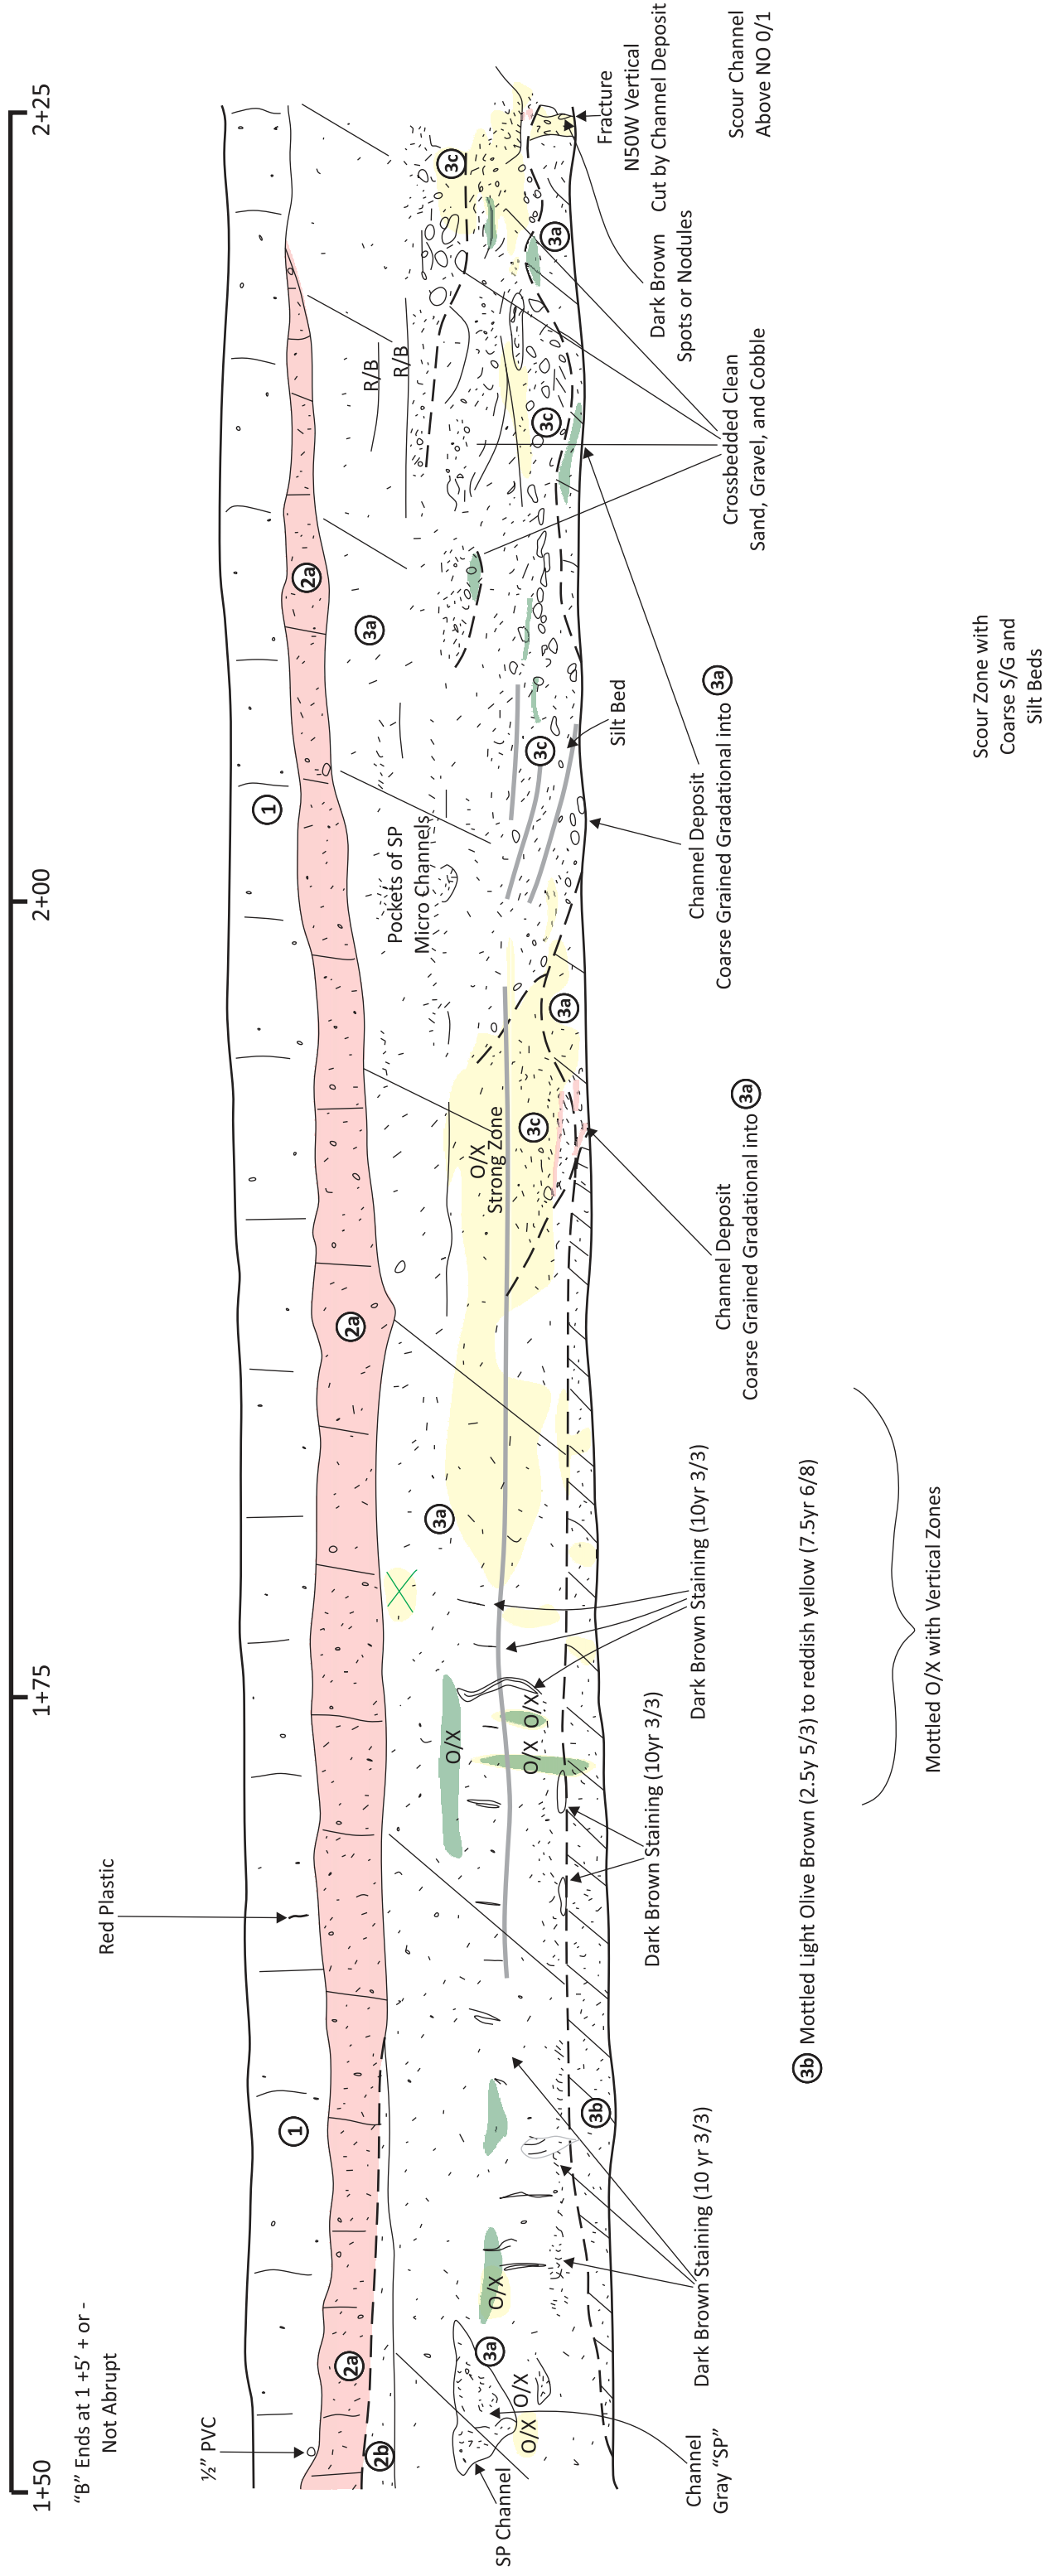 1+50
1+75
2+00
2+25
"B" Ends at 1 +5' + or -
Not Abrupt
½" PVC
Red Plastic
1
1
2a
2a
2a
2b
3a
3a
3a
3a
3a
3b
3c
3c
3c
3c
R/B
R/B
Pockets of SP
Micro Channels
O/X
Strong Zone
O/X
O/X
O/X
O/X
O/X
O/X
SP Channel
Channel
Gray "SP"
Dark Brown Staining (10 yr 3/3)
Dark Brown Staining (10yr 3/3)
Dark Brown Staining (10yr 3/3)
3b Mottled Light Olive Brown (2.5y 5/3) to reddish yellow (7.5yr 6/8)
Mottled O/X with Vertical Zones
Channel Deposit
Coarse Grained Gradational into 3a
Channel Deposit
Coarse Grained Gradational into 3a
Silt Bed
Scour Zone with
Coarse S/G and
Silt Beds
Crossbedded Clean
Sand, Gravel, and Cobble
Dark Brown
Spots or Nodules
Fracture
N50W Vertical
Cut by Channel Deposit
Scour Channel
Above NO 0/1